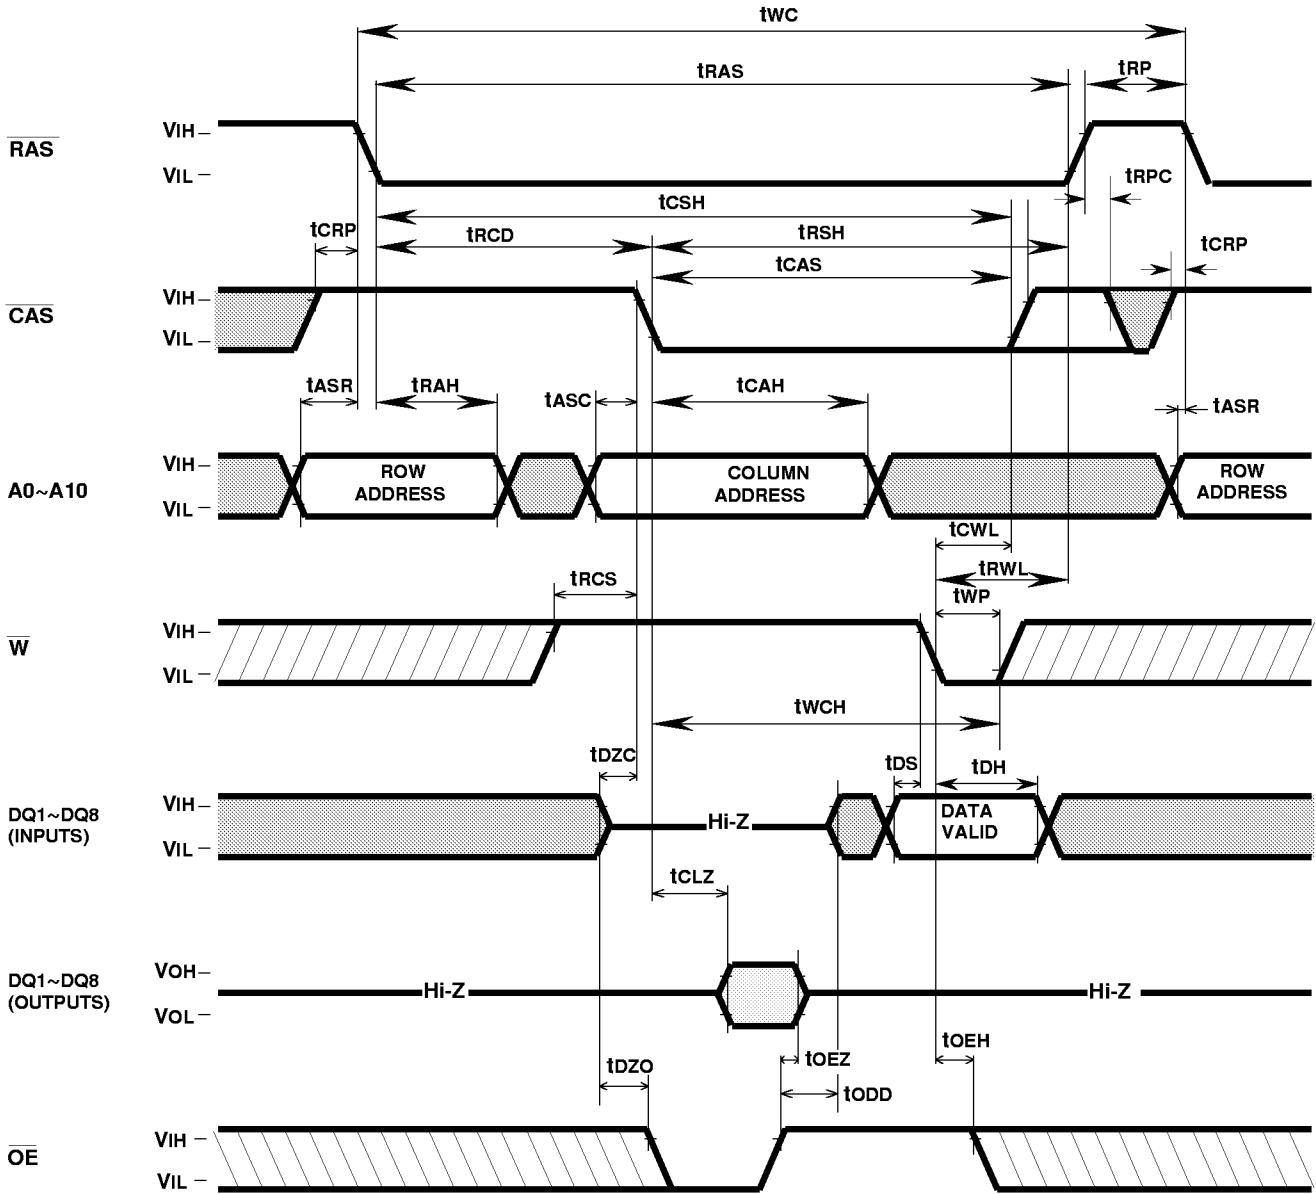 tWC
tRAS
tRP
RAS
VIH
VIL
tRPC
tCSH
tCRP
tRCD
tRSH
tCRP
tCAS
CAS
VIH
VIL
tASR
tRAH
tASC
tCAH
tASR
A0~A10
VIH
VIL
ROW
ADDRESS
COLUMN
ADDRESS
ROW
ADDRESS
tCWL
tRWL
tRCS
tWP
W
VIH
VIL
tWCH
tDZC
tDS
tDH
DQ1~DQ8
(INPUTS)
VIH
VIL
Hi-Z
DATA
VALID
tCLZ
DQ1~DQ8
(OUTPUTS)
VOH
VOL
Hi-Z
Hi-Z
tDZO
tOEZ
tOEH
tODD
OE
VIH
VIL